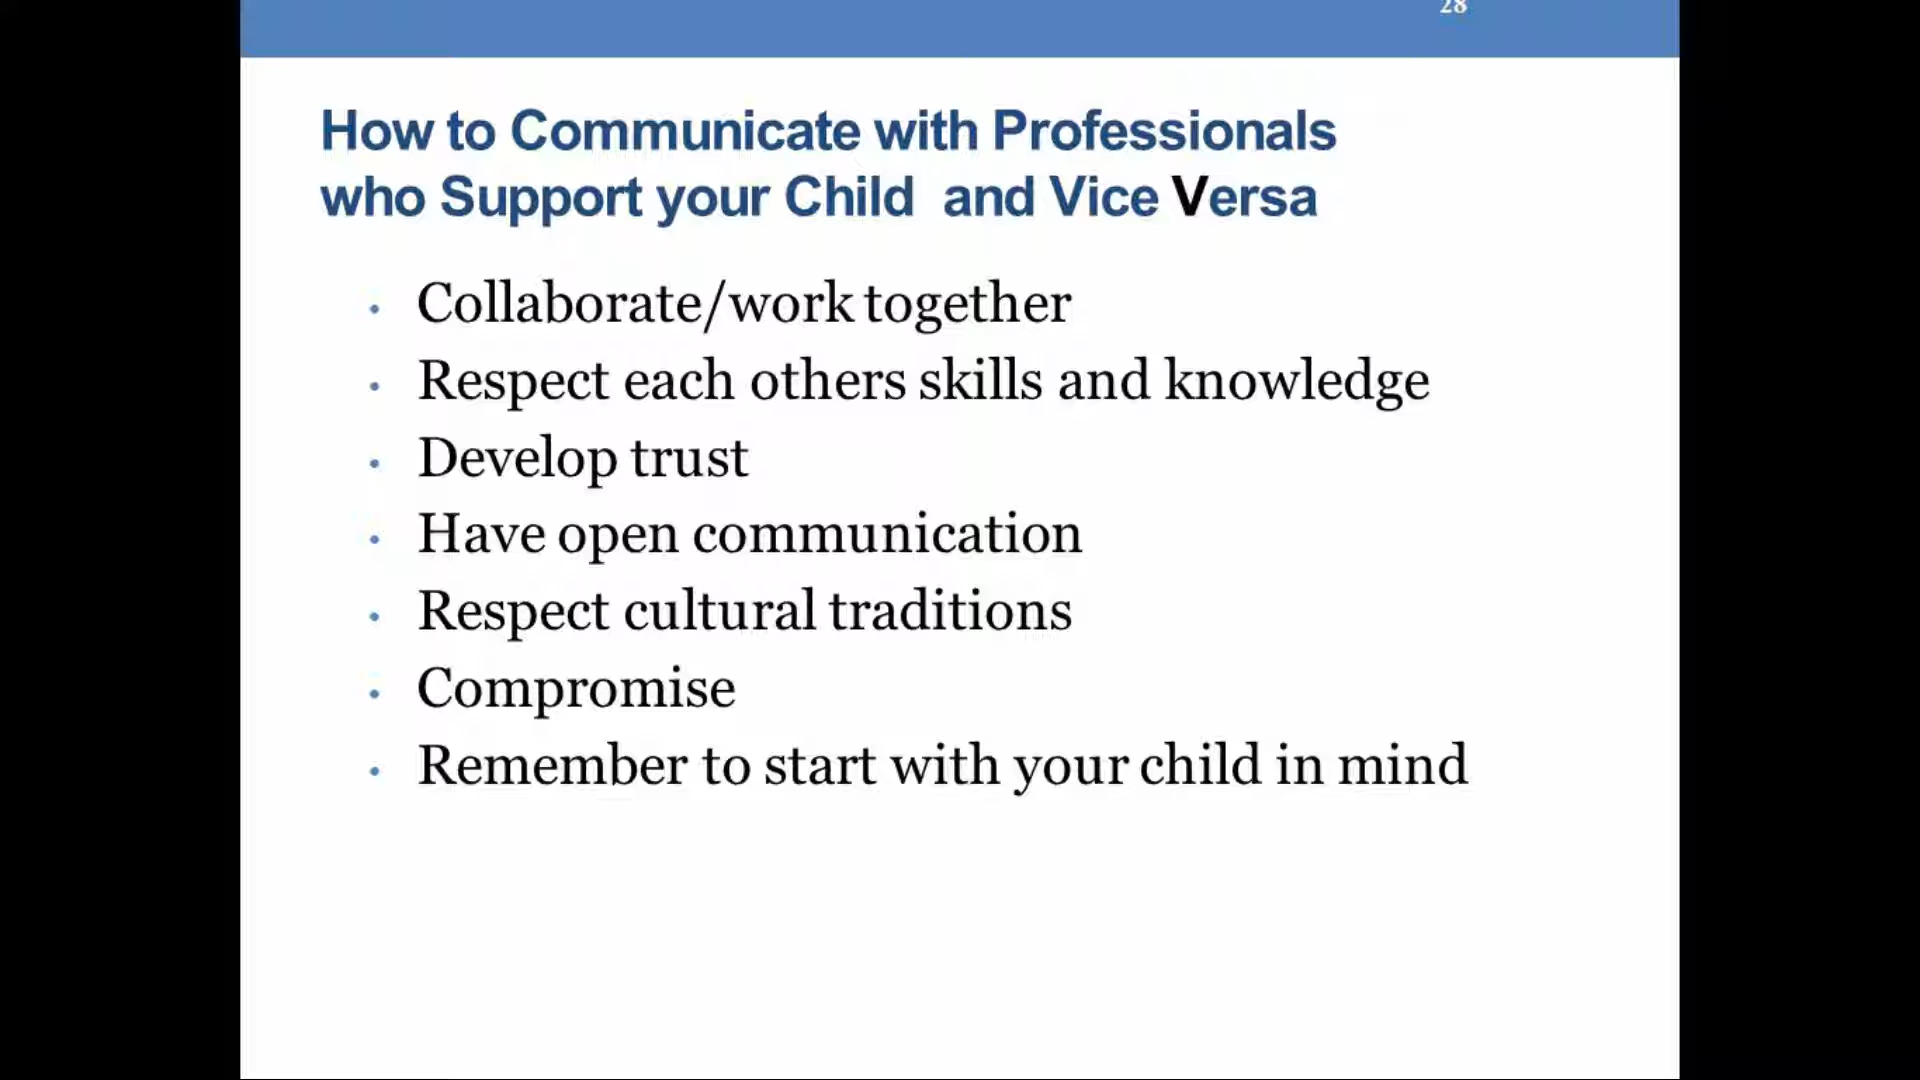 28
How to Communicate with Professionals
who Support your Child and Vice Versa
• Collaborate/work together
• Respect each others skills and knowledge
• Develop trust
• Have open communication
• Respect cultural traditions
• Compromise
• Remember to start with your child in mind